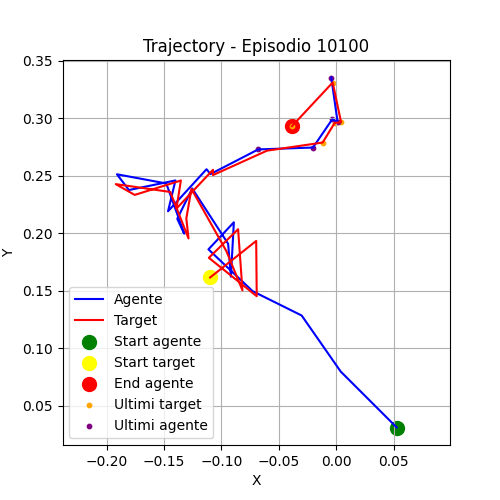 Trajectory - Episodio 10100
0.35
0.30
0.25
0.20
0.15
0.10
0.05
Y
Agente
Target
Start agente
Start target
End agente
Ultimi target
Ultimi agente
−0.20
−0.15
−0.10
−0.05
0.00
0.05
X